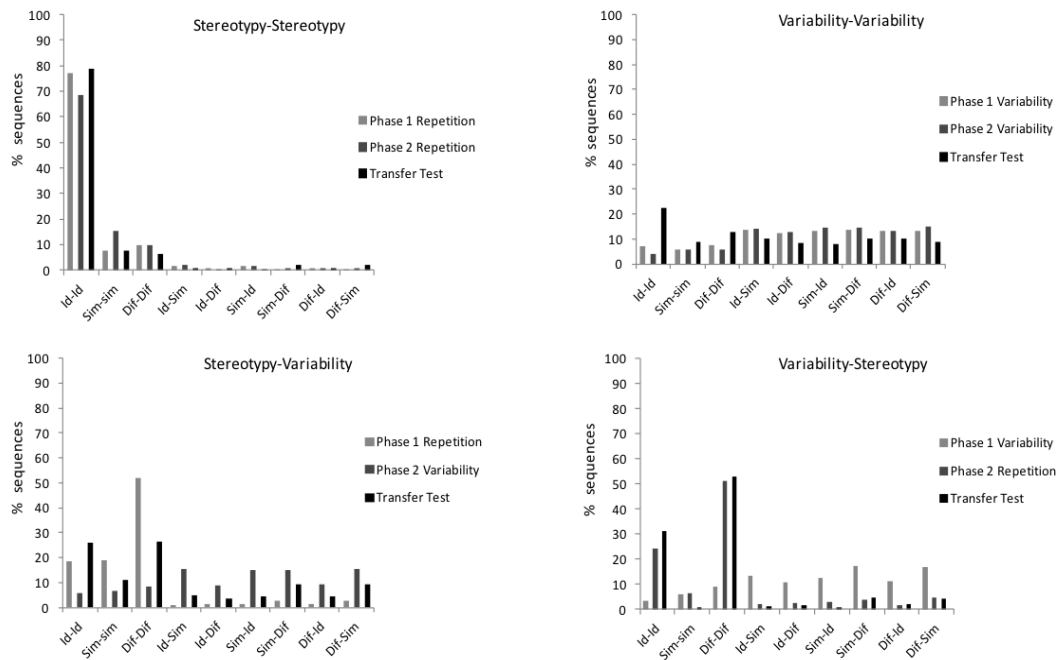 Stereotypy-Stereotypy
% sequences
100
90
80
70
60
50
40
30
20
10
0
Id-Id
Sim-sim
Dif-Dif
Id-Sim
Id-Dif
Sim-Id
Sim-Dif
Dif-Id
Dif-Sim
Phase 1 Repetition
Phase 2 Repetition
Transfer Test
Variability-Variability
% sequences
100
90
80
70
60
50
40
30
20
10
0
Id-Id
Sim-sim
Dif-Dif
Id-Sim
Id-Dif
Sim-Id
Sim-Dif
Dif-Id
Dif-Sim
Phase 1 Variability
Phase 2 Variability
Transfer Test
Stereotypy-Variability
% sequences
100
90
80
70
60
50
40
30
20
10
0
Id-Id
Sim-sim
Dif-Dif
Id-Sim
Id-Dif
Sim-Id
Sim-Dif
Dif-Id
Dif-Sim
Phase 1 Repetition
Phase 2 Variability
Transfer Test
Variability-Stereotypy
% sequences
100
90
80
70
60
50
40
30
20
10
0
Id-Id
Sim-sim
Dif-Dif
Id-Sim
Id-Dif
Sim-Id
Sim-Dif
Dif-Id
Dif-Sim
Phase 1 Variability
Phase 2 Repetition
Transfer Test